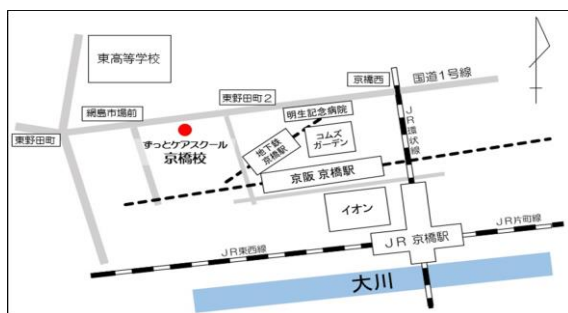 東高等学校
京橋西
国道1号線
東野田町2
網島市場前
明生記念病院
東野田町
ずっとケアスクール
京橋校
地下鉄
京橋駅
コムズ
ガーデン
JR環状線
京阪 京橋駅
イオン
JR 京橋駅
JR片町線
JR東西線
大川